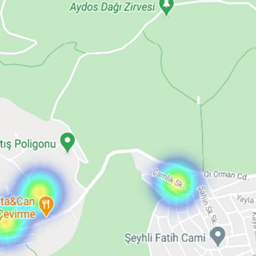 Aydos Dağı Zirvesi
tış Poligonu
ta&Can
Çevirme
Çamlık Sk.
Or Orman Cd.
Yayla
Şahin Sk.
Sk.
Şeyhli Fatih Cami